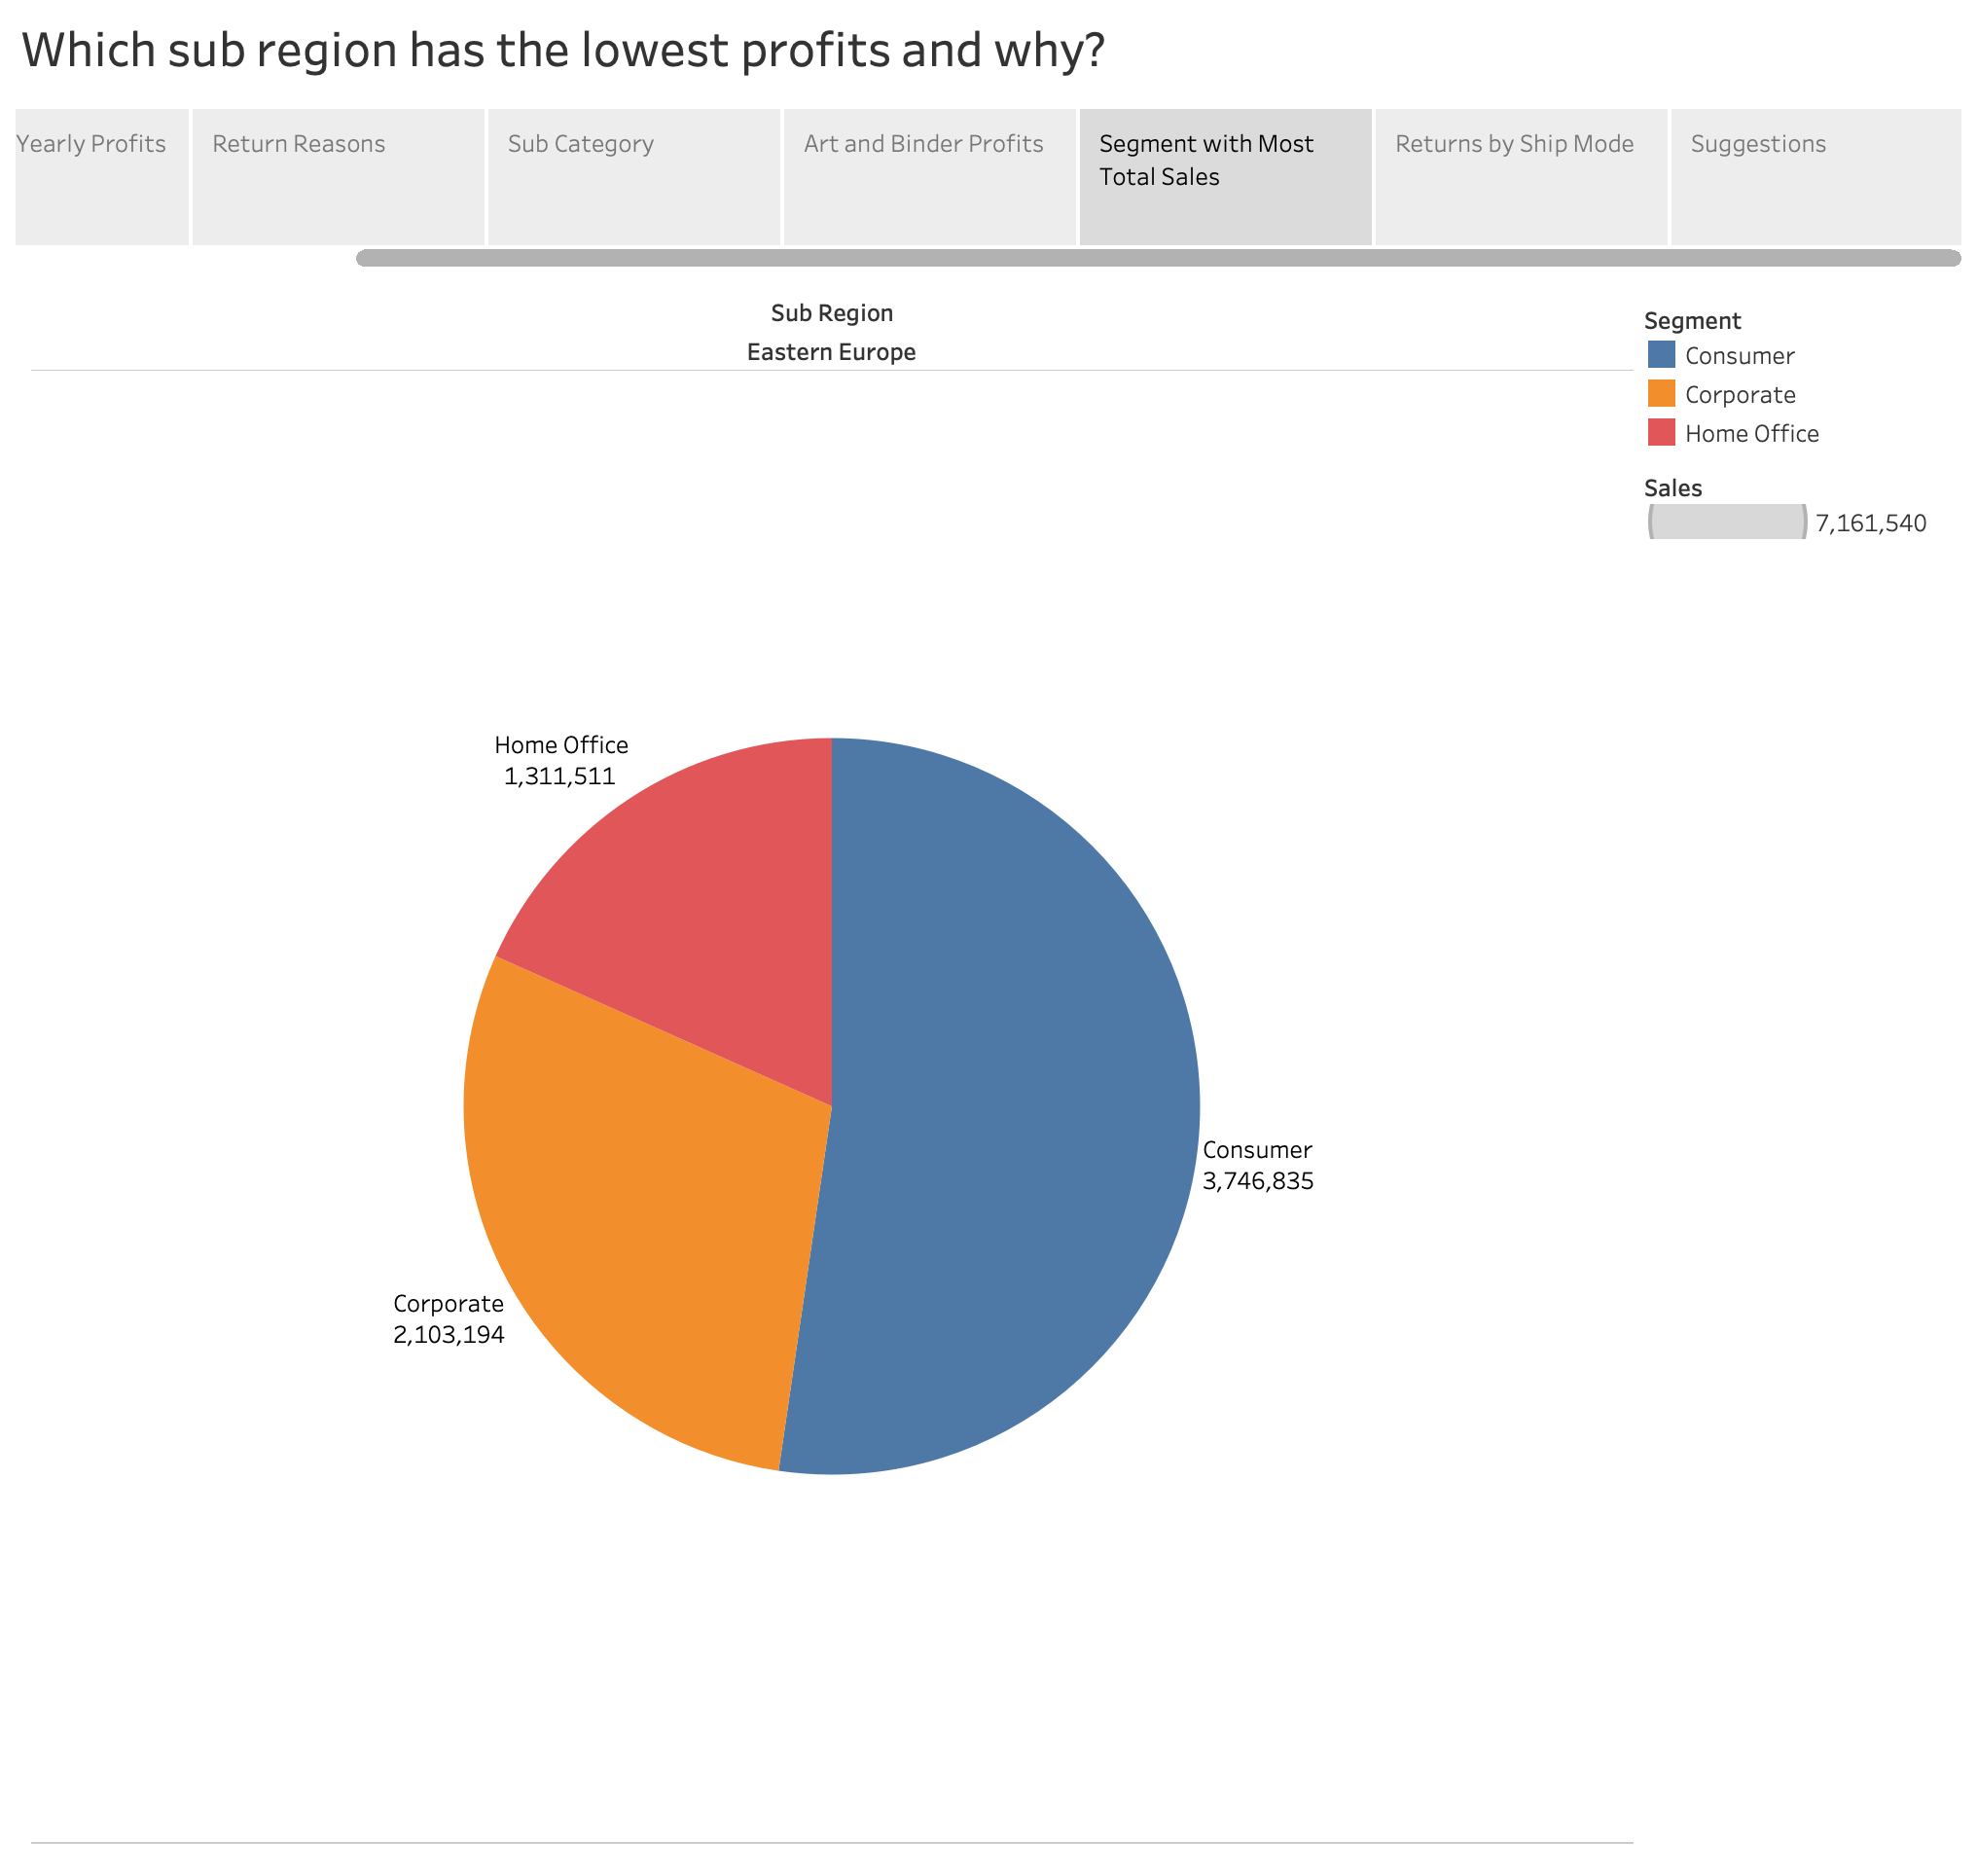 Which sub region has the lowest profits and why?
Yearly Profits
Return Reasons
Sub Category
Art and Binder Profits
Segment with Most
Total Sales
Returns by Ship Mode
Suggestions
Sub Region
Eastern Europe
Segment
Consumer
Corporate
Home Office
Sales
7,161,540
Home Office
1,311,511
Consumer
3,746,835
Corporate
2,103,194